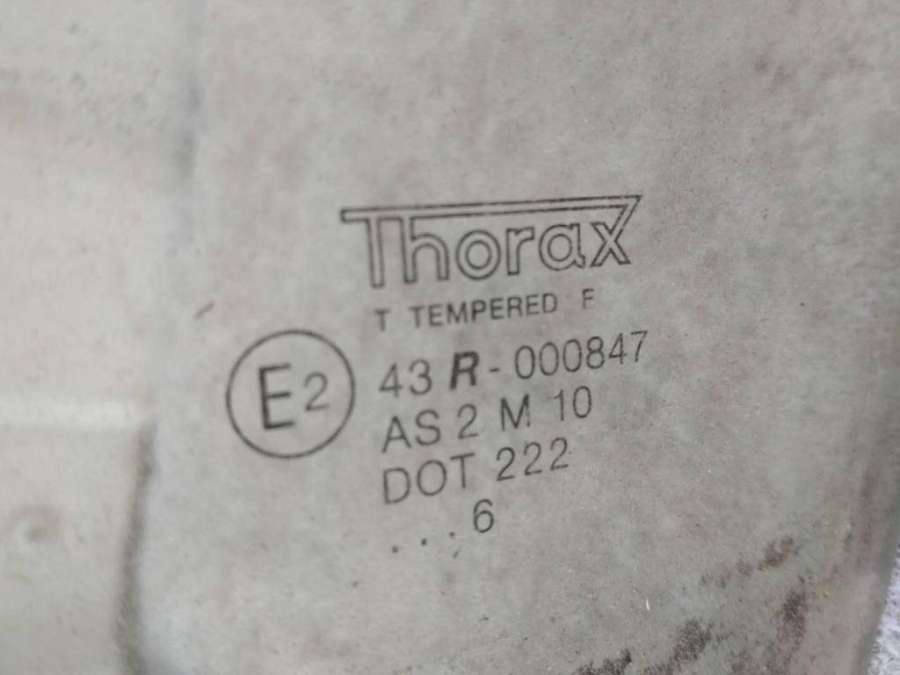 Thorax
T TEMPERED F
E2
43 R-000847
AS 2 M 10
DOT 222
...6